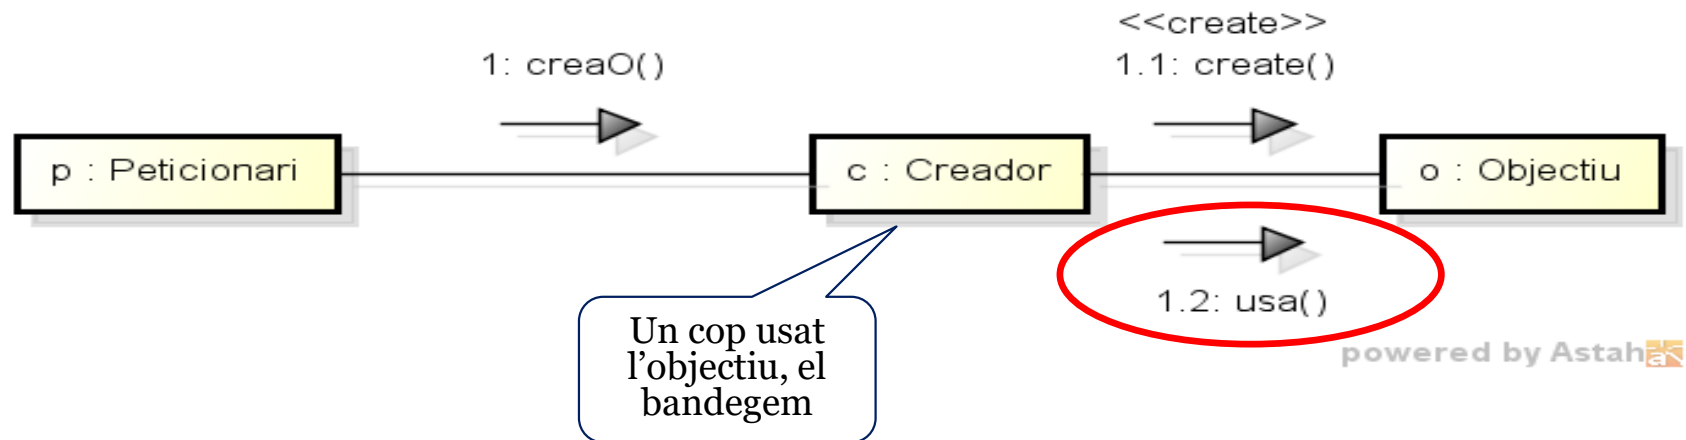 <<create>>
1: creaO()
1.1: create()
p : Peticionari
c : Creador
o : Objectiu
1.2: usa()
Un cop usat
l’objectiu, el
bandegem
powered by Astah